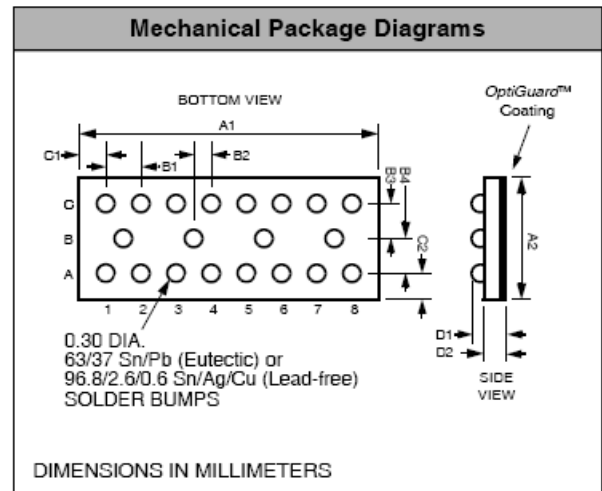 Mechanical Package Diagrams
BOTTOM VIEW
OptiGuard™
Coating
A1
C1
B1
B2
B3
B4
C
B
A
C2
A2
1 2 3 4 5 6 7 8
D1
D2
0.30 DIA.
63/37 Sn/Pb (Eutectic) or
96.8/2.6/0.6 Sn/Ag/Cu (Lead-free)
SOLDER BUMPS
SIDE
VIEW
DIMENSIONS IN MILLIMETERS